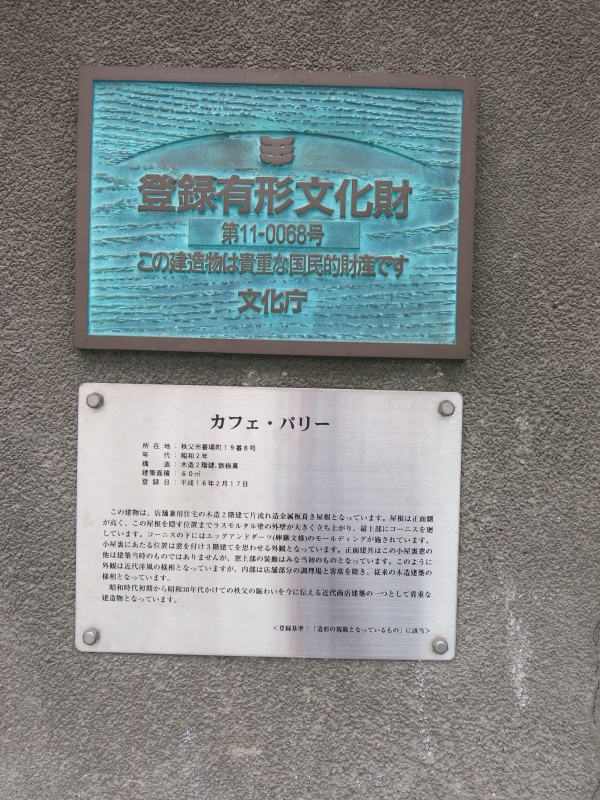 登録有形文化財
第11-0068号
この建造物は貴重な国民的財産です
文化庁
カフェ・パリー
所在地：秩父市番場町19番8号
年代：昭和2年
構造：木造2階建、鉄板葺
建築面積：60㎡
登録日：平成16年2月17日
この建物は、店舗兼用住宅の木造2階建て片流れ造金属板葺き屋根となっています。屋根は正面側
が高く、この屋根を隠す位置までラスモルタル塗の外壁が大きく立ち上がり、最上部にコーニスを廻
しています。コーニスの下にはエッグアンドダーツ(卵鏃文様)のモールディングが施されています。
小屋裏にあたる位置は窓を付け3階建てを思わせる外観となっています。正面建具はこの小屋裏窓の
他は建築当時のものではありませんが、窓上部の装飾はみな当初のものとなっています。このように
外観は近代洋風の様相となっていますが、内部は店舗部分の調理場と客席を除き、従来の木造建築の
様相となっています。
昭和時代初期から昭和30年代かけての秩父の賑わいを今に伝える近代商店建築の一つとして貴重な
建造物となっています。
＜登録基準：「造形の規範となっているもの」に該当＞